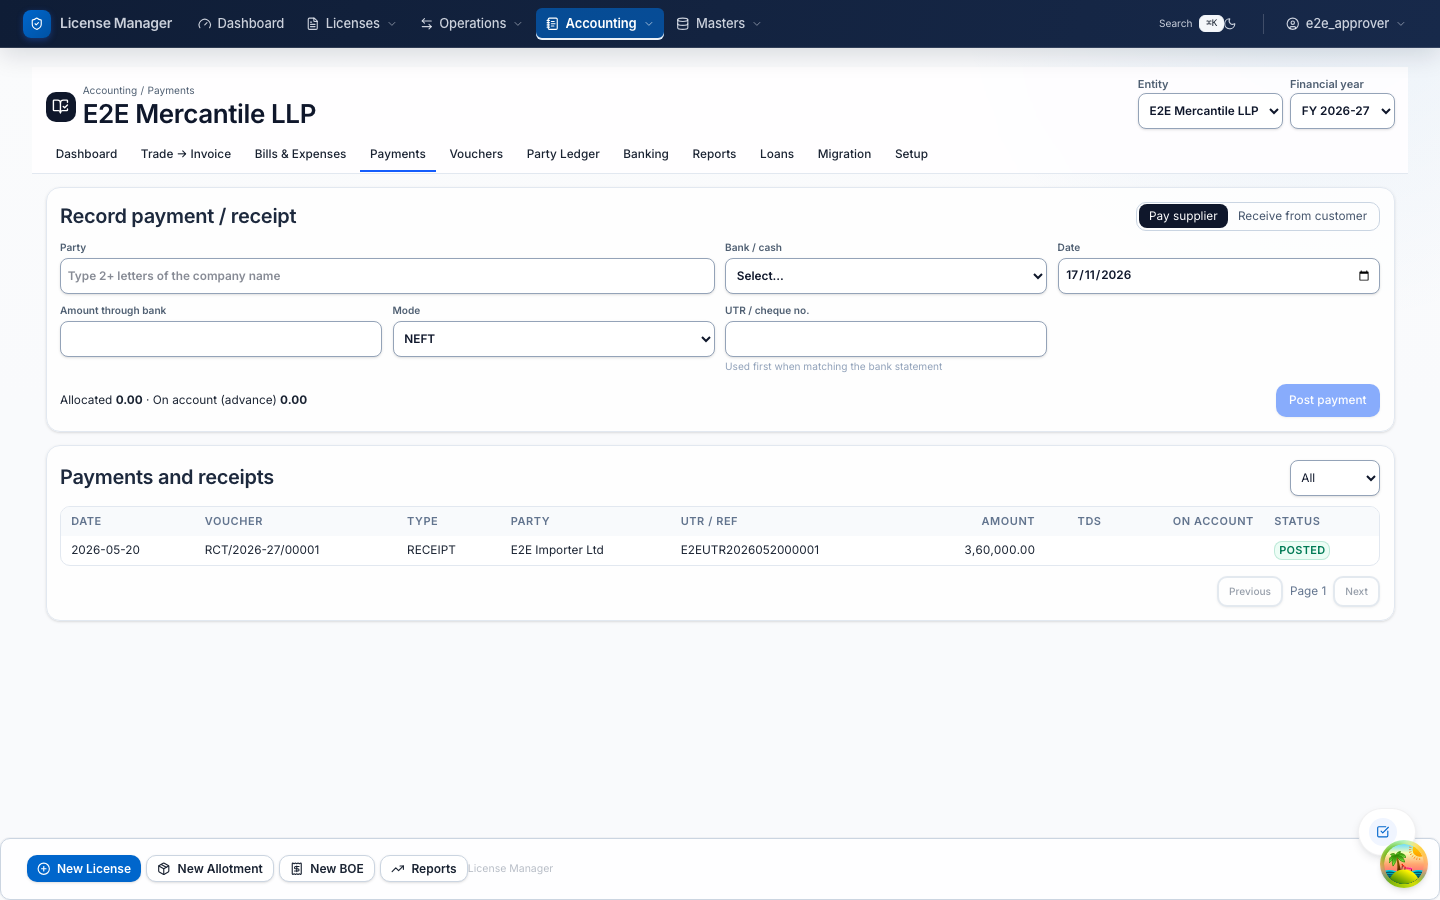 License Manager
Dashboard
Licenses
Operations
Accounting
Masters
Search
⌘K
e2e_approver
Accounting / Payments
E2E Mercantile LLP
Entity
E2E Mercantile LLP
Financial year
FY 2026-27
Dashboard
Trade → Invoice
Bills & Expenses
Payments
Vouchers
Party Ledger
Banking
Reports
Loans
Migration
Setup
Record payment / receipt
Pay supplier
Receive from customer
Party
Type 2+ letters of the company name
Bank / cash
Select...
Date
17/11/2026
Amount through bank
Mode
NEFT
UTR / cheque no.
Used first when matching the bank statement
Allocated 0.00 · On account (advance) 0.00
Post payment
Payments and receipts
All
DATE VOUCHER TYPE PARTY UTR / REF AMOUNT TDS ON ACCOUNT STATUS
2026-05-20 RCT/2026-27/00001 RECEIPT E2E Importer Ltd E2EUTR2026052000001 3,60,000.00 POSTED
Previous
Page 1
Next
New License
New Allotment
New BOE
Reports
License Manager